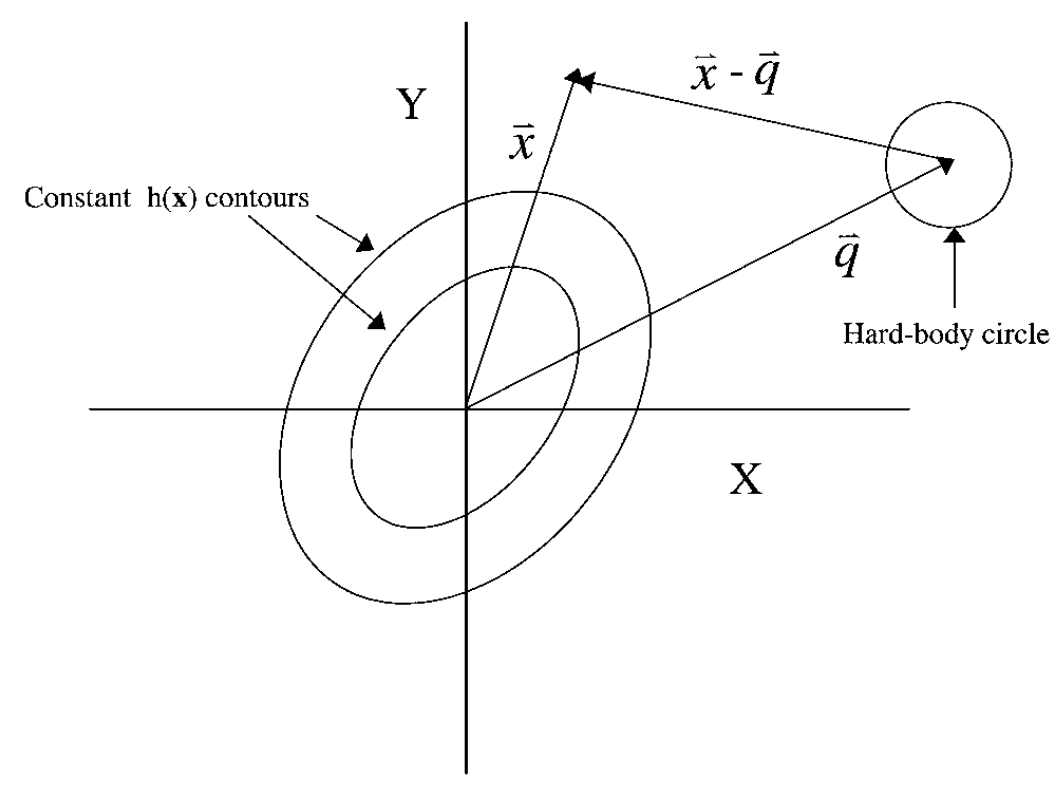 Y
x⃗ - q⃗
x⃗
Constant h(x) contours
q⃗
Hard-body circle
X